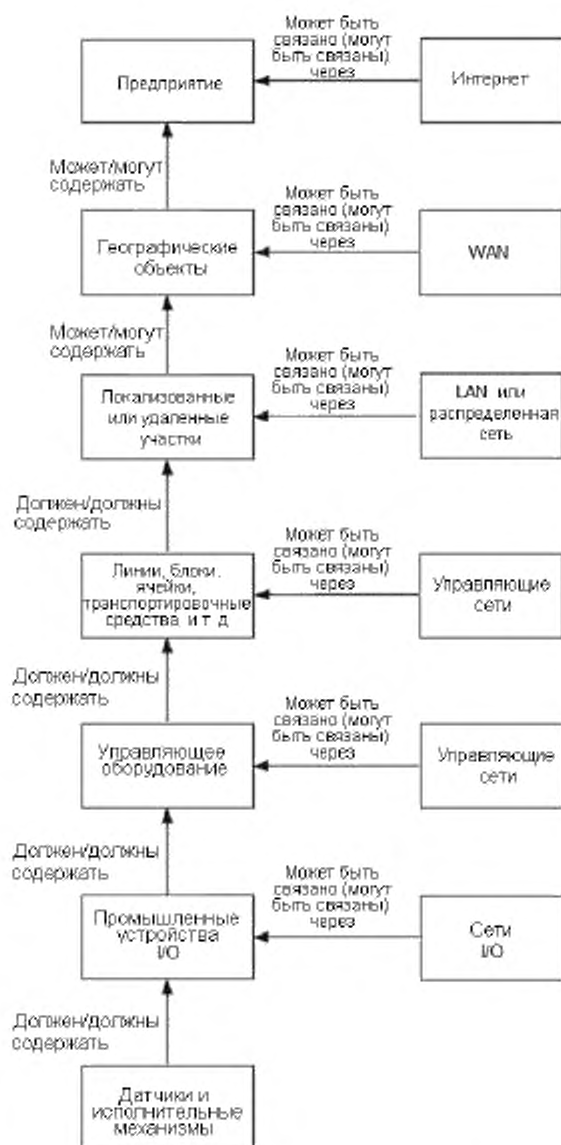 Может быть
связано (могут
быть связаны)
через
Предприятие
Интернет
Может/могут
содержать
Может быть
связано (могут
быть связаны)
через
Географические
объекты
WAN
Может/могут
содержать
Может быть
связано (могут
быть связаны)
через
Локализованные
или удаленные
участки
LAN или
распределенная
сеть
Должен/должны
содержать
Может быть
связано (могут
быть связаны)
через
Линии, блоки,
ячейки,
транспортировочные
средства и т д
Управляющие
сети
Должен/должны
содержать
Может быть
связано (могут
быть связаны)
через
Управляющее
оборудование
Управляющие
сети
Должен/должны
содержать
Может быть
связано (могут
быть связаны)
через
Промышленные
устройства
I/O
Сети
I/O
Должен/должны
содержать
Датчики и
исполнительные
механизмы